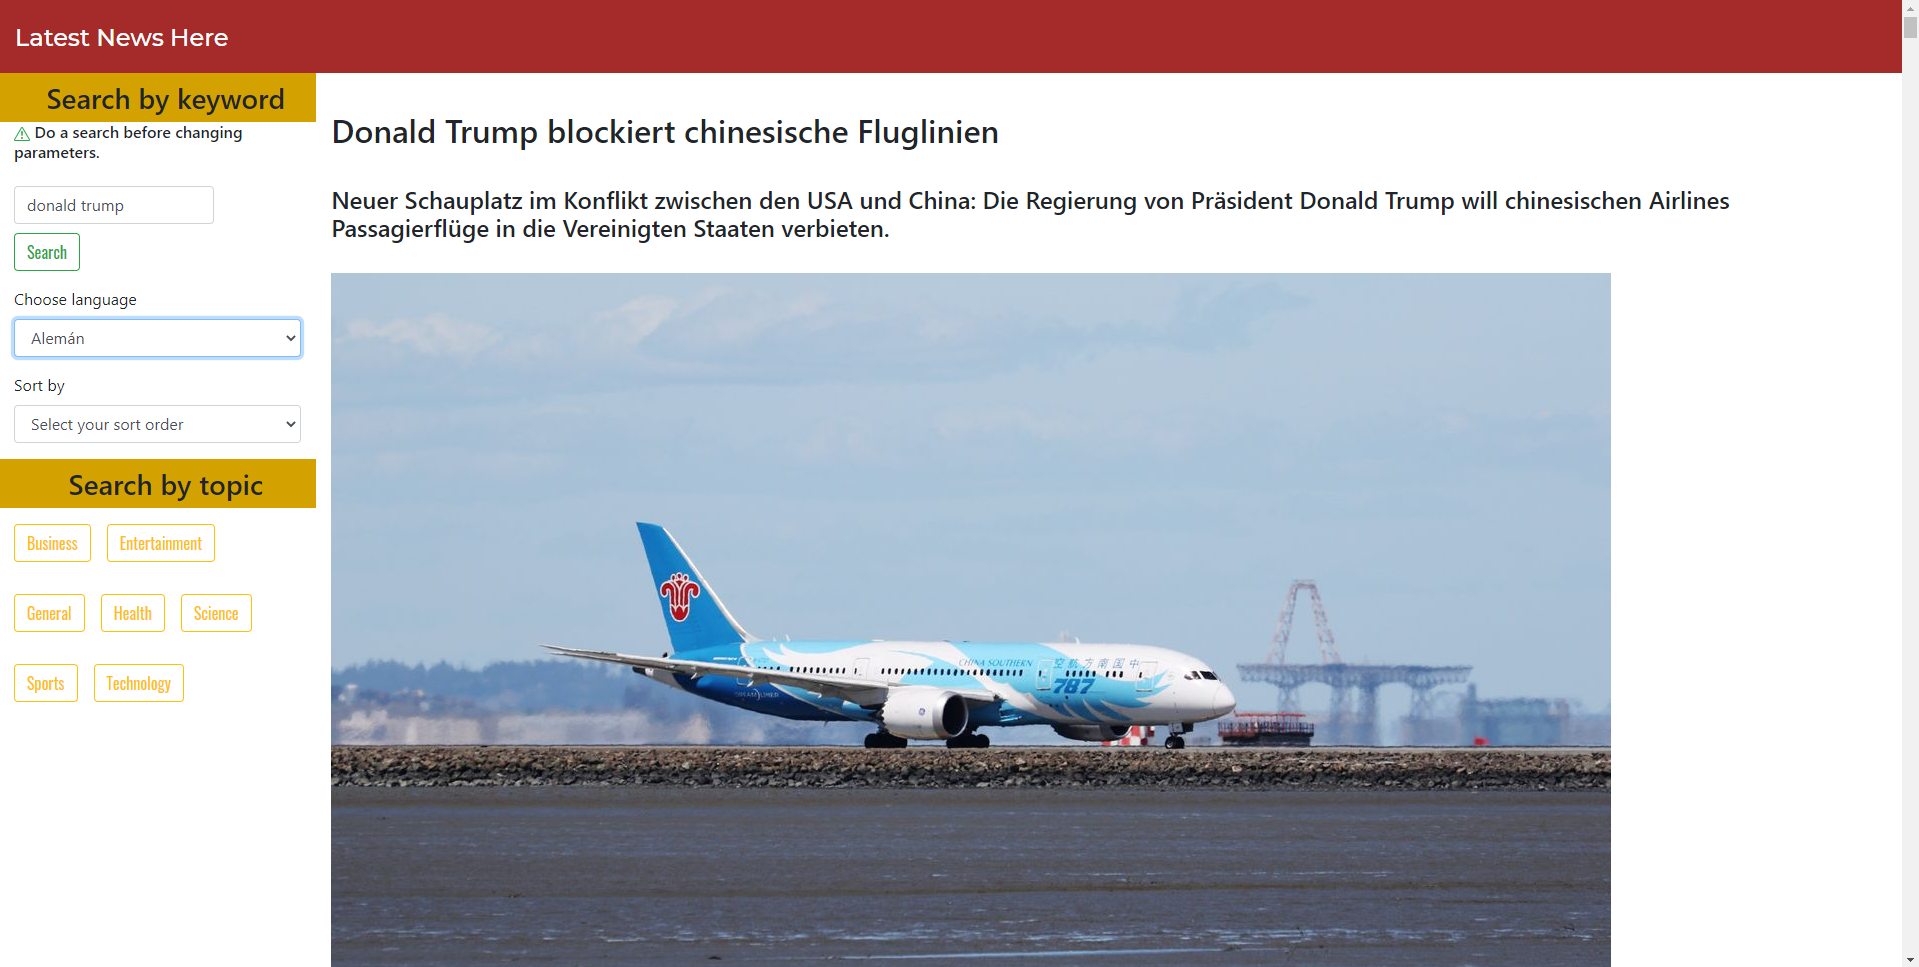 Latest News Here
Search by keyword
Do a search before changing
parameters.
donald trump
Search
Choose language
Alemán
Sort by
Select your sort order
Search by topic
Business
Entertainment
General
Health
Science
Sports
Technology
Donald Trump blockiert chinesische Fluglinien
Neuer Schauplatz im Konflikt zwischen den USA und China: Die Regierung von Präsident Donald Trump will chinesischen Airlines
Passagierflüge in die Vereinigten Staaten verbieten.
CHINA SOUTHERN 空航方南国中
787
DREAMLINER